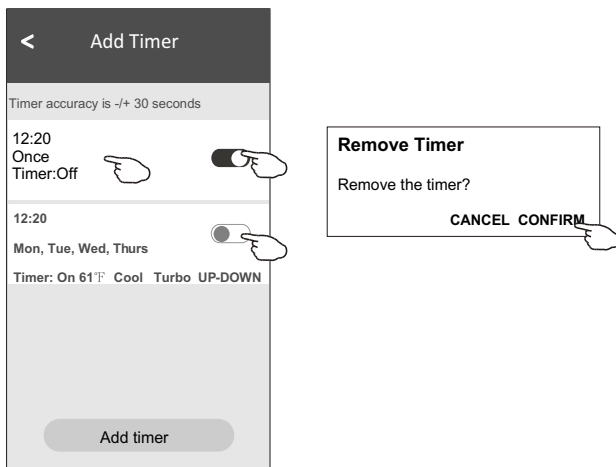 < Add Timer
Timer accuracy is -/+ 30 seconds
12:20
Once
Timer:Off
12:20
Mon, Tue, Wed, Thurs
Timer: On 61℉ Cool Turbo UP-DOWN
Add timer
Remove Timer
Remove the timer?
CANCEL CONFIRM